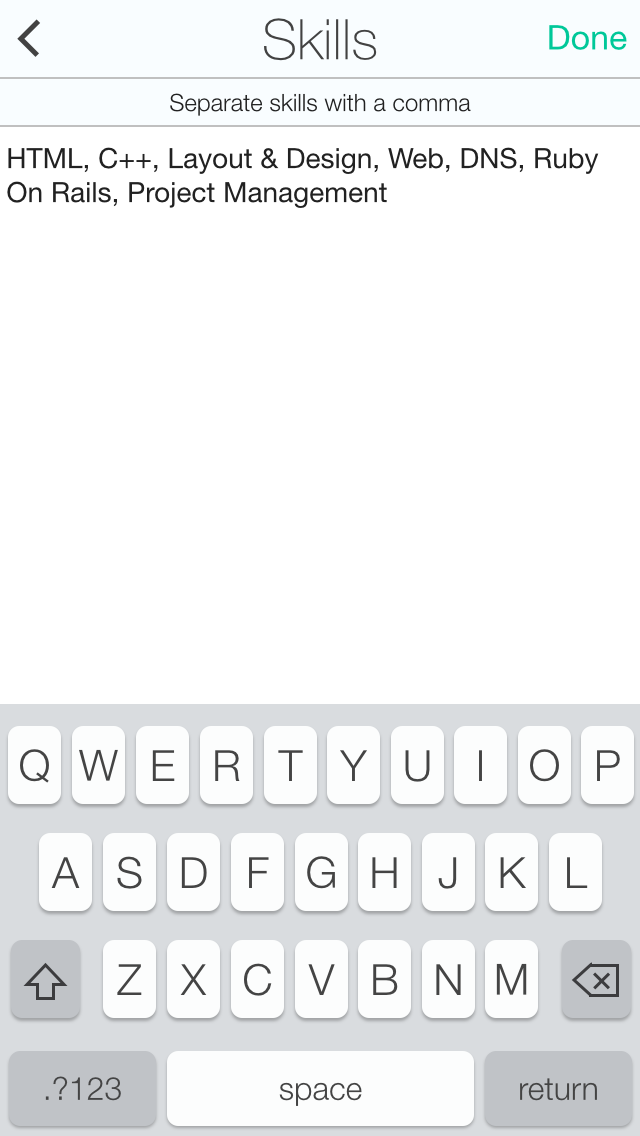 Skills
Done
Separate skills with a comma
HTML, C++, Layout & Design, Web, DNS, Ruby
On Rails, Project Management
Q W E R T Y U I O P
A S D F G H J K L
Z X C V B N M
.?123 space return